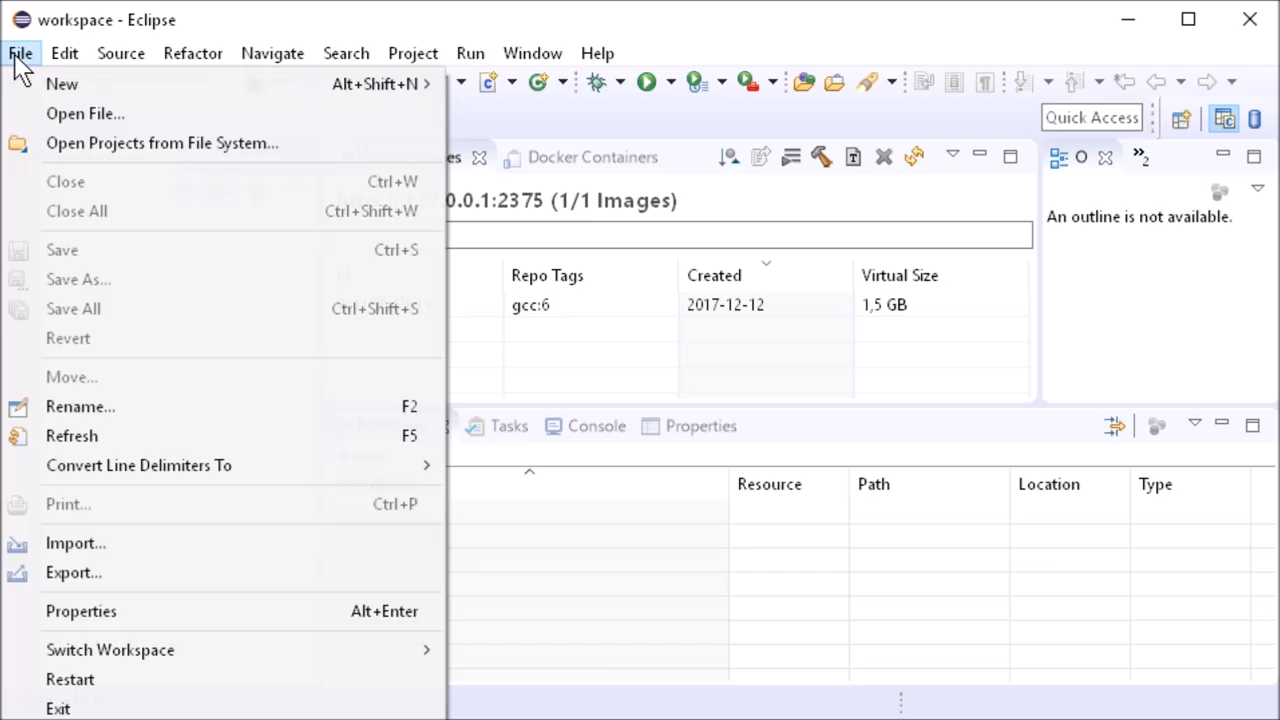 workspace - Eclipse
File Edit Source Refactor Navigate Search Project Run Window Help
New Alt+Shift+N
Open File...
Open Projects from File System...
Close Ctrl+W
Close All Ctrl+Shift+W
Save Ctrl+S
Save As...
Save All Ctrl+Shift+S
Revert
Move...
Rename... F2
Refresh F5
Convert Line Delimiters To
Print... Ctrl+P
Import...
Export...
Properties Alt+Enter
Switch Workspace
Restart
Exit
Quick Access
es Docker Containers
.0.0.1:2375 (1/1 Images)
Repo Tags Created Virtual Size
gcc:6 2017-12-12 1,5 GB
O
2
An outline is not available.
Tasks Console Properties
Resource Path Location Type